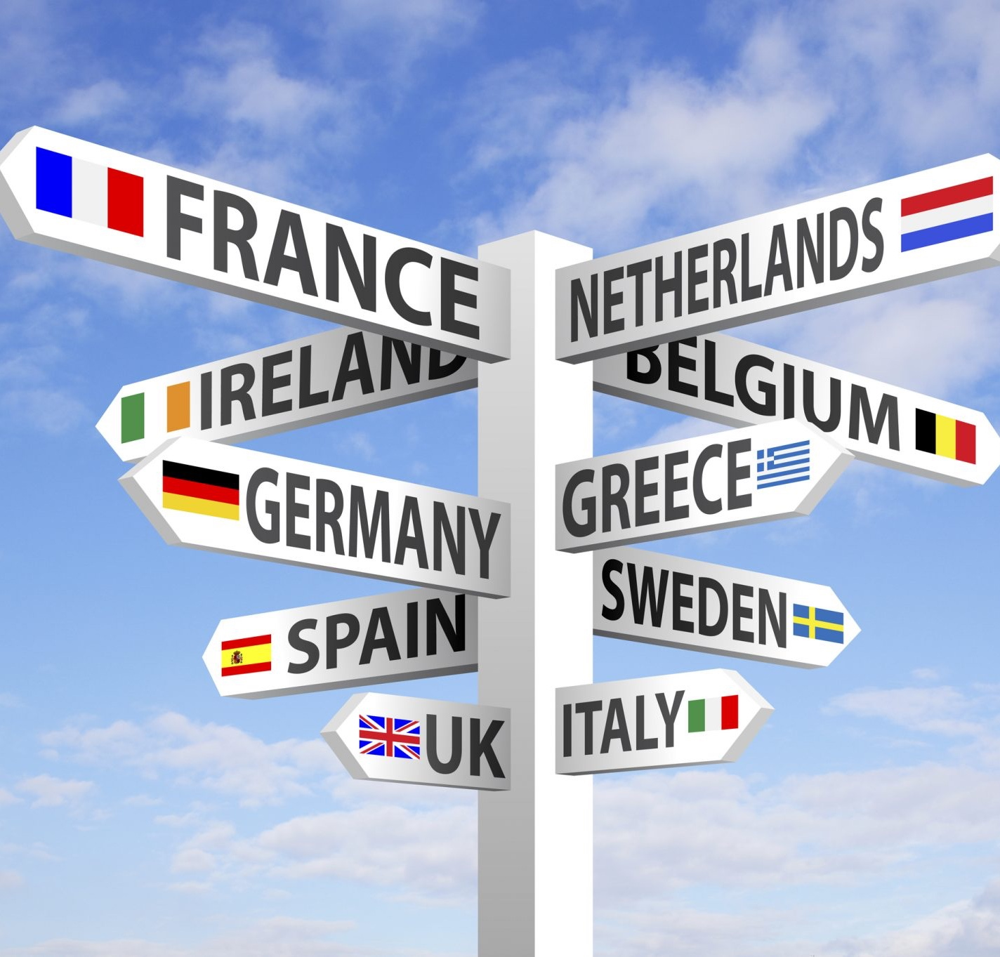 FRANCE
IRELAND
GERMANY
SPAIN
UK
NETHERLANDS
BELGIUM
GREECE
SWEDEN
ITALY